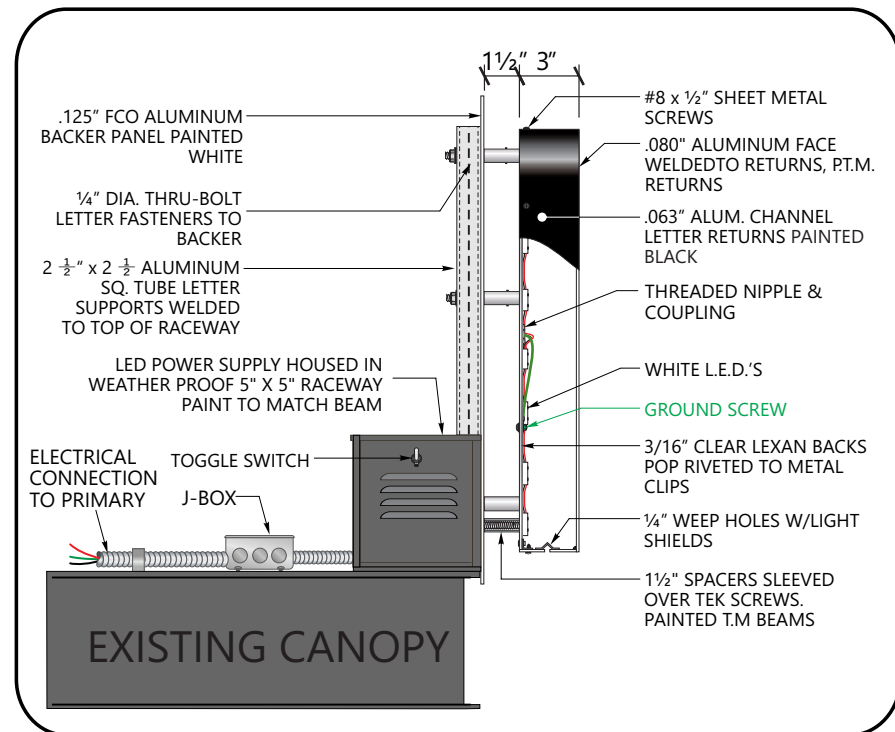 1½" 3"
.125" FCO ALUMINUM
BACKER PANEL PAINTED
WHITE
¼" DIA. THRU-BOLT
LETTER FASTENERS TO
BACKER
2 ½" x 2 ½ ALUMINUM
SQ. TUBE LETTER
SUPPORTS WELDED
TO TOP OF RACEWAY
LED POWER SUPPLY HOUSED IN
WEATHER PROOF 5" X 5" RACEWAY
PAINT TO MATCH BEAM
ELECTRICAL
CONNECTION
TO PRIMARY
TOGGLE SWITCH
J-BOX
EXISTING CANOPY
#8 x ½" SHEET METAL
SCREWS
.080" ALUMINUM FACE
WELDEDTO RETURNS, P.T.M.
RETURNS
.063" ALUM. CHANNEL
LETTER RETURNS PAINTED
BLACK
THREADED NIPPLE &
COUPLING
WHITE L.E.D.'S
GROUND SCREW
3/16" CLEAR LEXAN BACKS
POP RIVETED TO METAL
CLIPS
¼" WEEP HOLES W/LIGHT
SHIELDS
1½" SPACERS SLEEVED
OVER TEK SCREWS.
PAINTED T.M BEAMS